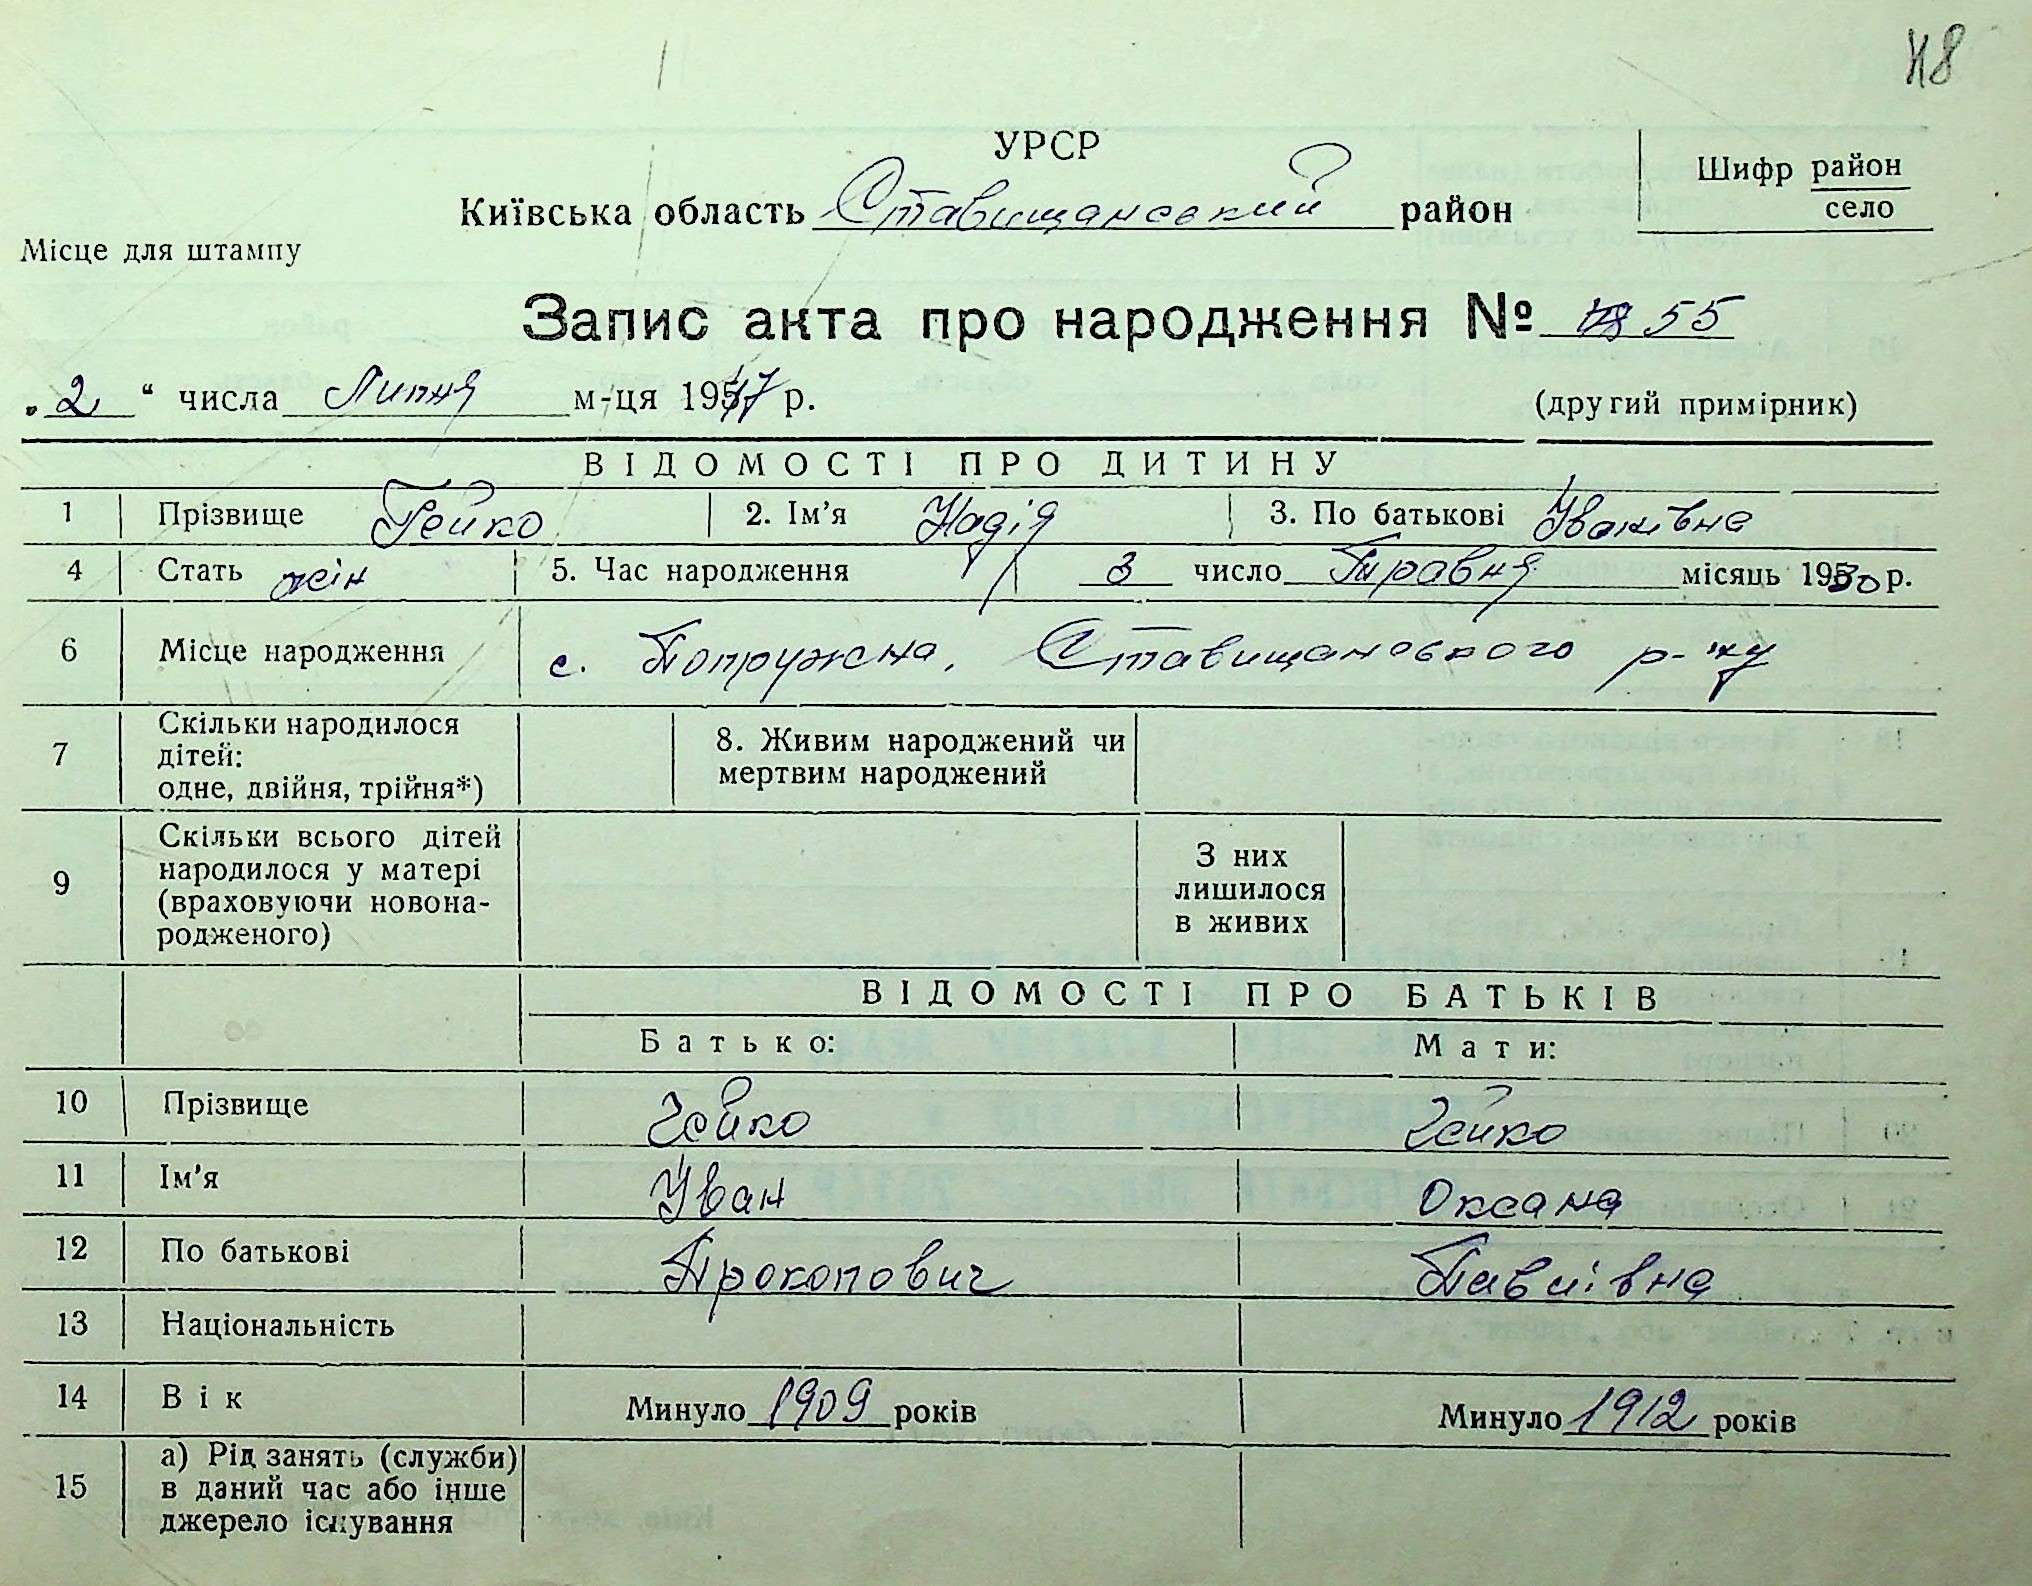 48
УРСР
Київська область Ставищанський район
Шифр район
село
Місце для штампу
Запис акта про народження № 55
„2" числа Липня м-ця 1947 р.
(другий примірник)
ВІДОМОСТІ ПРО ДИТИНУ
1 Прізвище Гейко 2. Ім'я Надія 3. По батькові Іванівна
4 Стать жін 5. Час народження 3 число Травня місяць 1930 р.
6 Місце народження с. Попружна, Ставищанського р-ну
7 Скільки народилося
дітей:
одне, двійня, трійня*)
8. Живим народжений чи
мертвим народжений
9 Скільки всього дітей
народилося у матері
(враховуючи новона-
родженого)
З них
лишилося
в живих
ВІДОМОСТІ ПРО БАТЬКІВ
Батько: Мати:
10 Прізвище Гейко Гейко
11 Ім'я Іван Оксана
12 По батькові Прокопович Павлівна
13 Національність
14 Вік Минуло 1909 років Минуло 1912 років
15 а) Рід занять (служби)
в даний час або інше
джерело існування